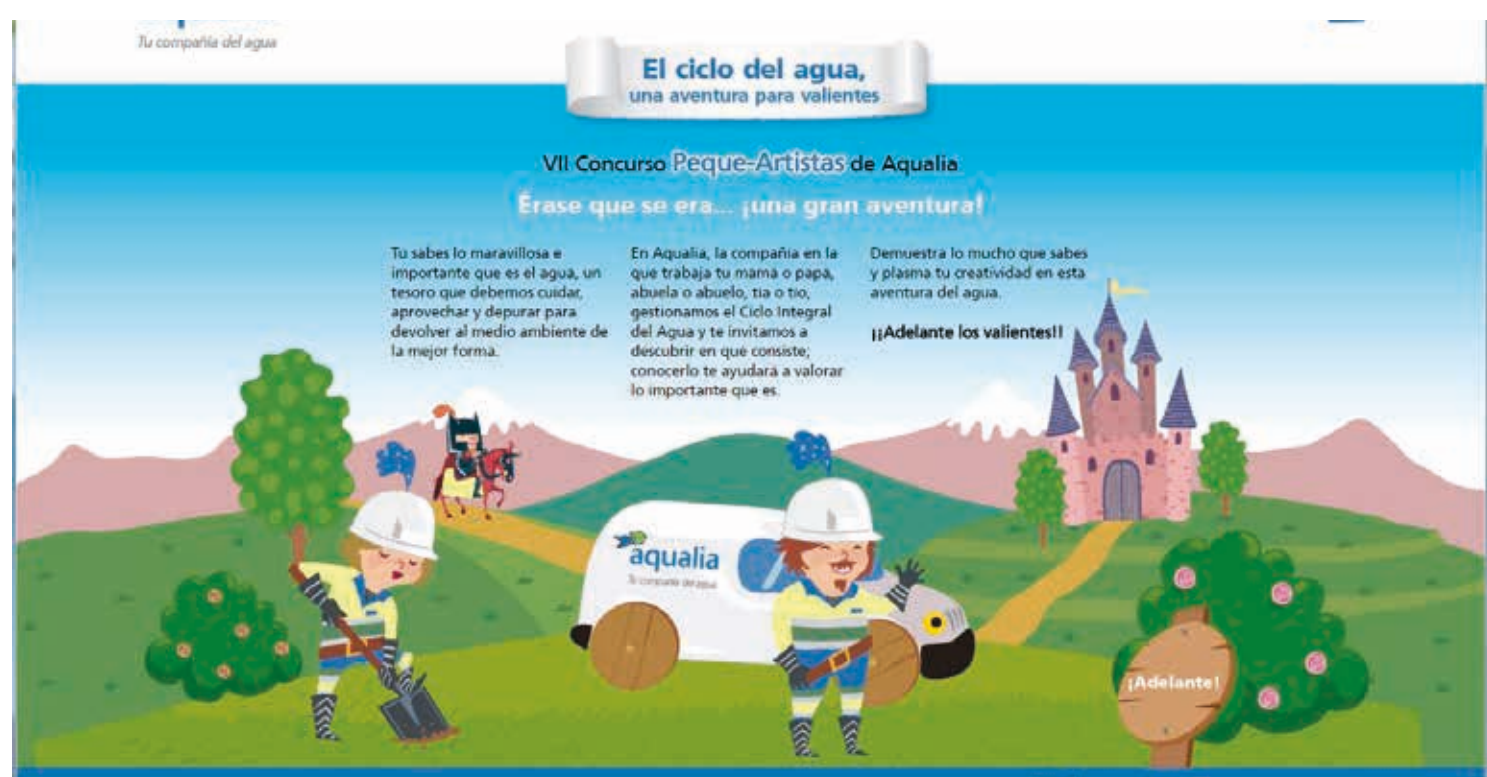 Tu compañía del agua
El ciclo del agua,
una aventura para valientes
VII Concurso Peque-Artistas de Aqualia
Érase que se era... ¡una gran aventura!
Tu sabes lo maravillosa e
importante que es el agua, un
tesoro que debemos cuidar,
aprovechar y depurar para
devolver al medio ambiente de
la mejor forma.
En Aqualia, la compañía en la
que trabaja tu mamá o papá,
abuela o abuelo, tía o tío,
gestionamos el Ciclo Integral
del Agua y te invitamos a
descubrir en qué consiste;
conocerlo te ayudará a valorar
lo importante que es.
Demuestra lo mucho que sabes
y plasma tu creatividad en esta
aventura del agua.
¡¡Adelante los valientes!!
aqualia
Tu compañía del agua
¡Adelante!